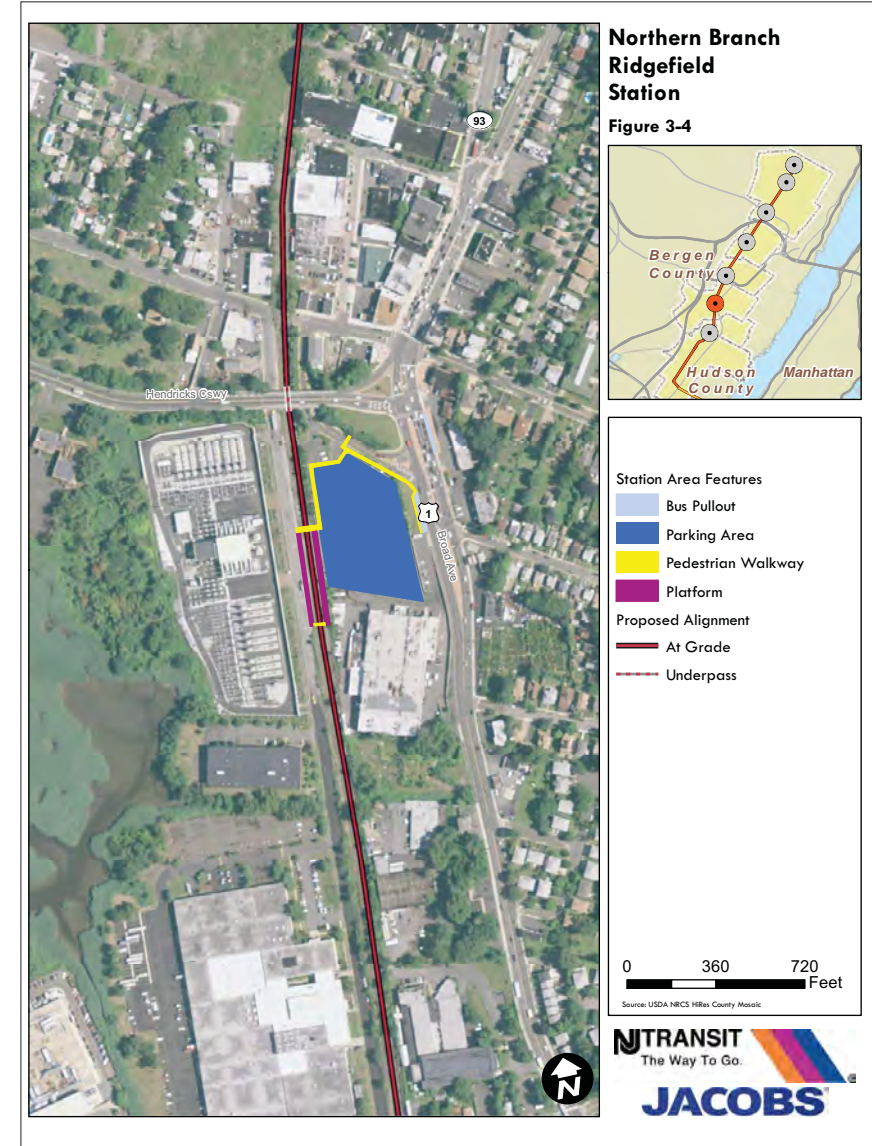 Northern Branch
Ridgefield
Station
Figure 3-4
93
Hendricks Cswy
1
Broad Ave
N
Bergen
County
Hudson
County
Manhattan
Station Area Features
Bus Pullout
Parking Area
Pedestrian Walkway
Platform
Proposed Alignment
At Grade
Underpass
0 360 720
Feet
Source: USDA NRCS HiRes County Mosaic
NJTRANSIT
The Way To Go.
JACOBS